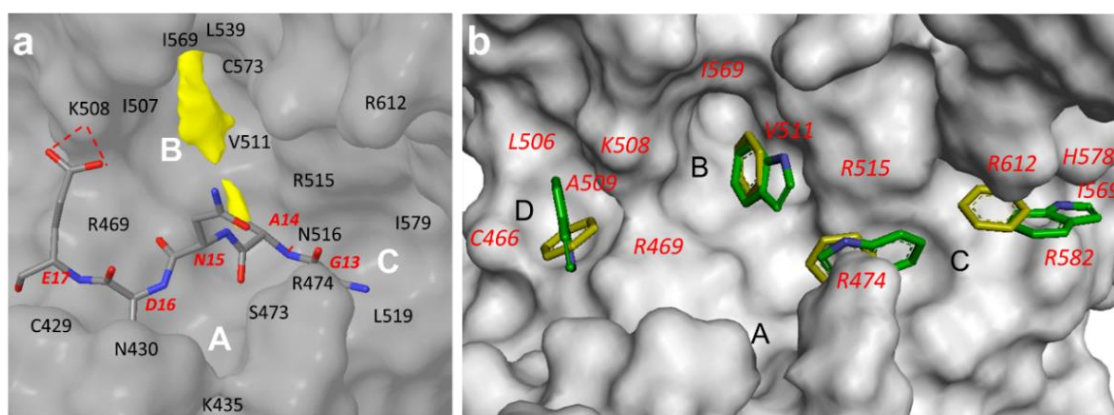 a
I569
L539
C573
K508
I507
R612
B
V511
R515
R469
A14
N516
I579
N15
G13
C
E17
D16
R474
C429
S473
L519
N430
A
K435
b
I569
L506
K508
V511
B
R515
R612
H578
A509
I565
D
C466
R469
C
R582
R474
A